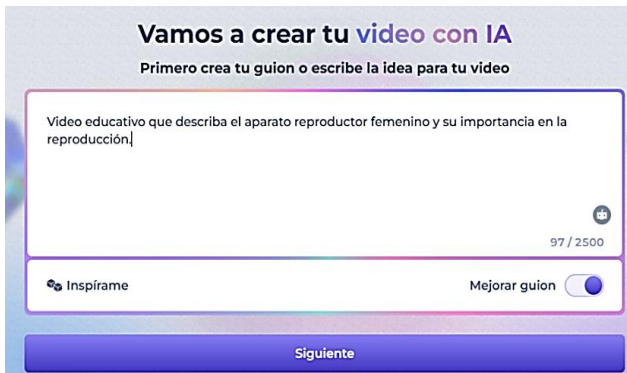 Vamos a crear tu video con IA
Primero crea tu guion o escribe la idea para tu video
Video educativo que describa el aparato reproductor femenino y su importancia en la
reproducción.
97 / 2500
Inspírame
Mejorar guion
Siguiente